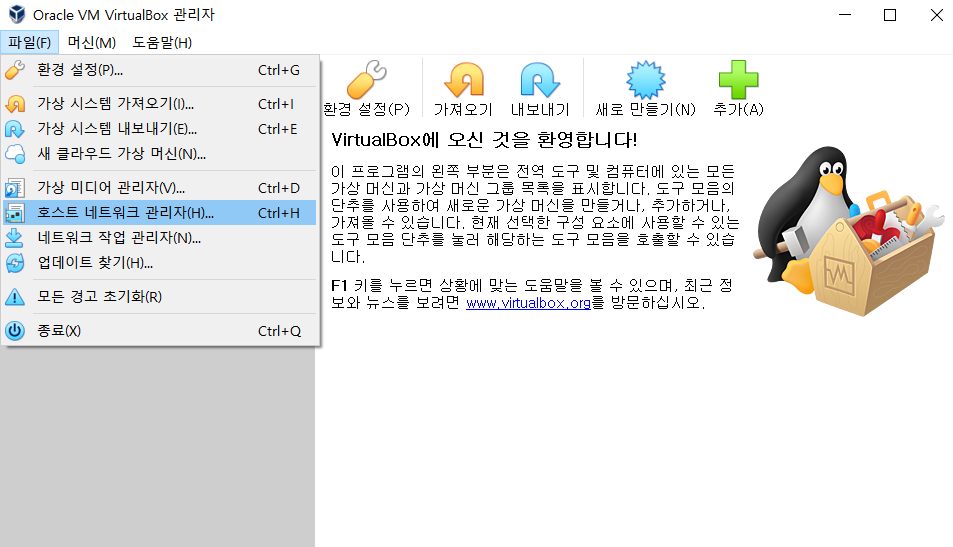 Oracle VM VirtualBox 관리자
파일(F) 머신(M) 도움말(H)
환경 설정(P)... Ctrl+G
가상 시스템 가져오기(I)... Ctrl+I
가상 시스템 내보내기(E)... Ctrl+E
새 클라우드 가상 머신(N)...
가상 미디어 관리자(V)... Ctrl+D
호스트 네트워크 관리자(H)... Ctrl+H
네트워크 작업 관리자(N)...
업데이트 찾기(H)...
모든 경고 초기화(R)
종료(X) Ctrl+Q
환경 설정(P) 가져오기 내보내기 새로 만들기(N) 추가(A)
VirtualBox에 오신 것을 환영합니다!
이 프로그램의 왼쪽 부분은 전역 도구 및 컴퓨터에 있는 모든
가상 머신과 가상 머신 그룹 목록을 표시합니다. 도구 모음의
단추를 사용하여 새로운 가상 머신을 만들거나, 추가하거나,
가져올 수 있습니다. 현재 선택한 구성 요소에 사용할 수 있는
도구 모음 단추를 눌러 해당하는 도구 모음을 호출할 수 있습
니다.
F1 키를 누르면 상황에 맞는 도움말을 볼 수 있으며, 최근 정
보와 뉴스를 보려면 www.virtualbox.org를 방문하십시오.